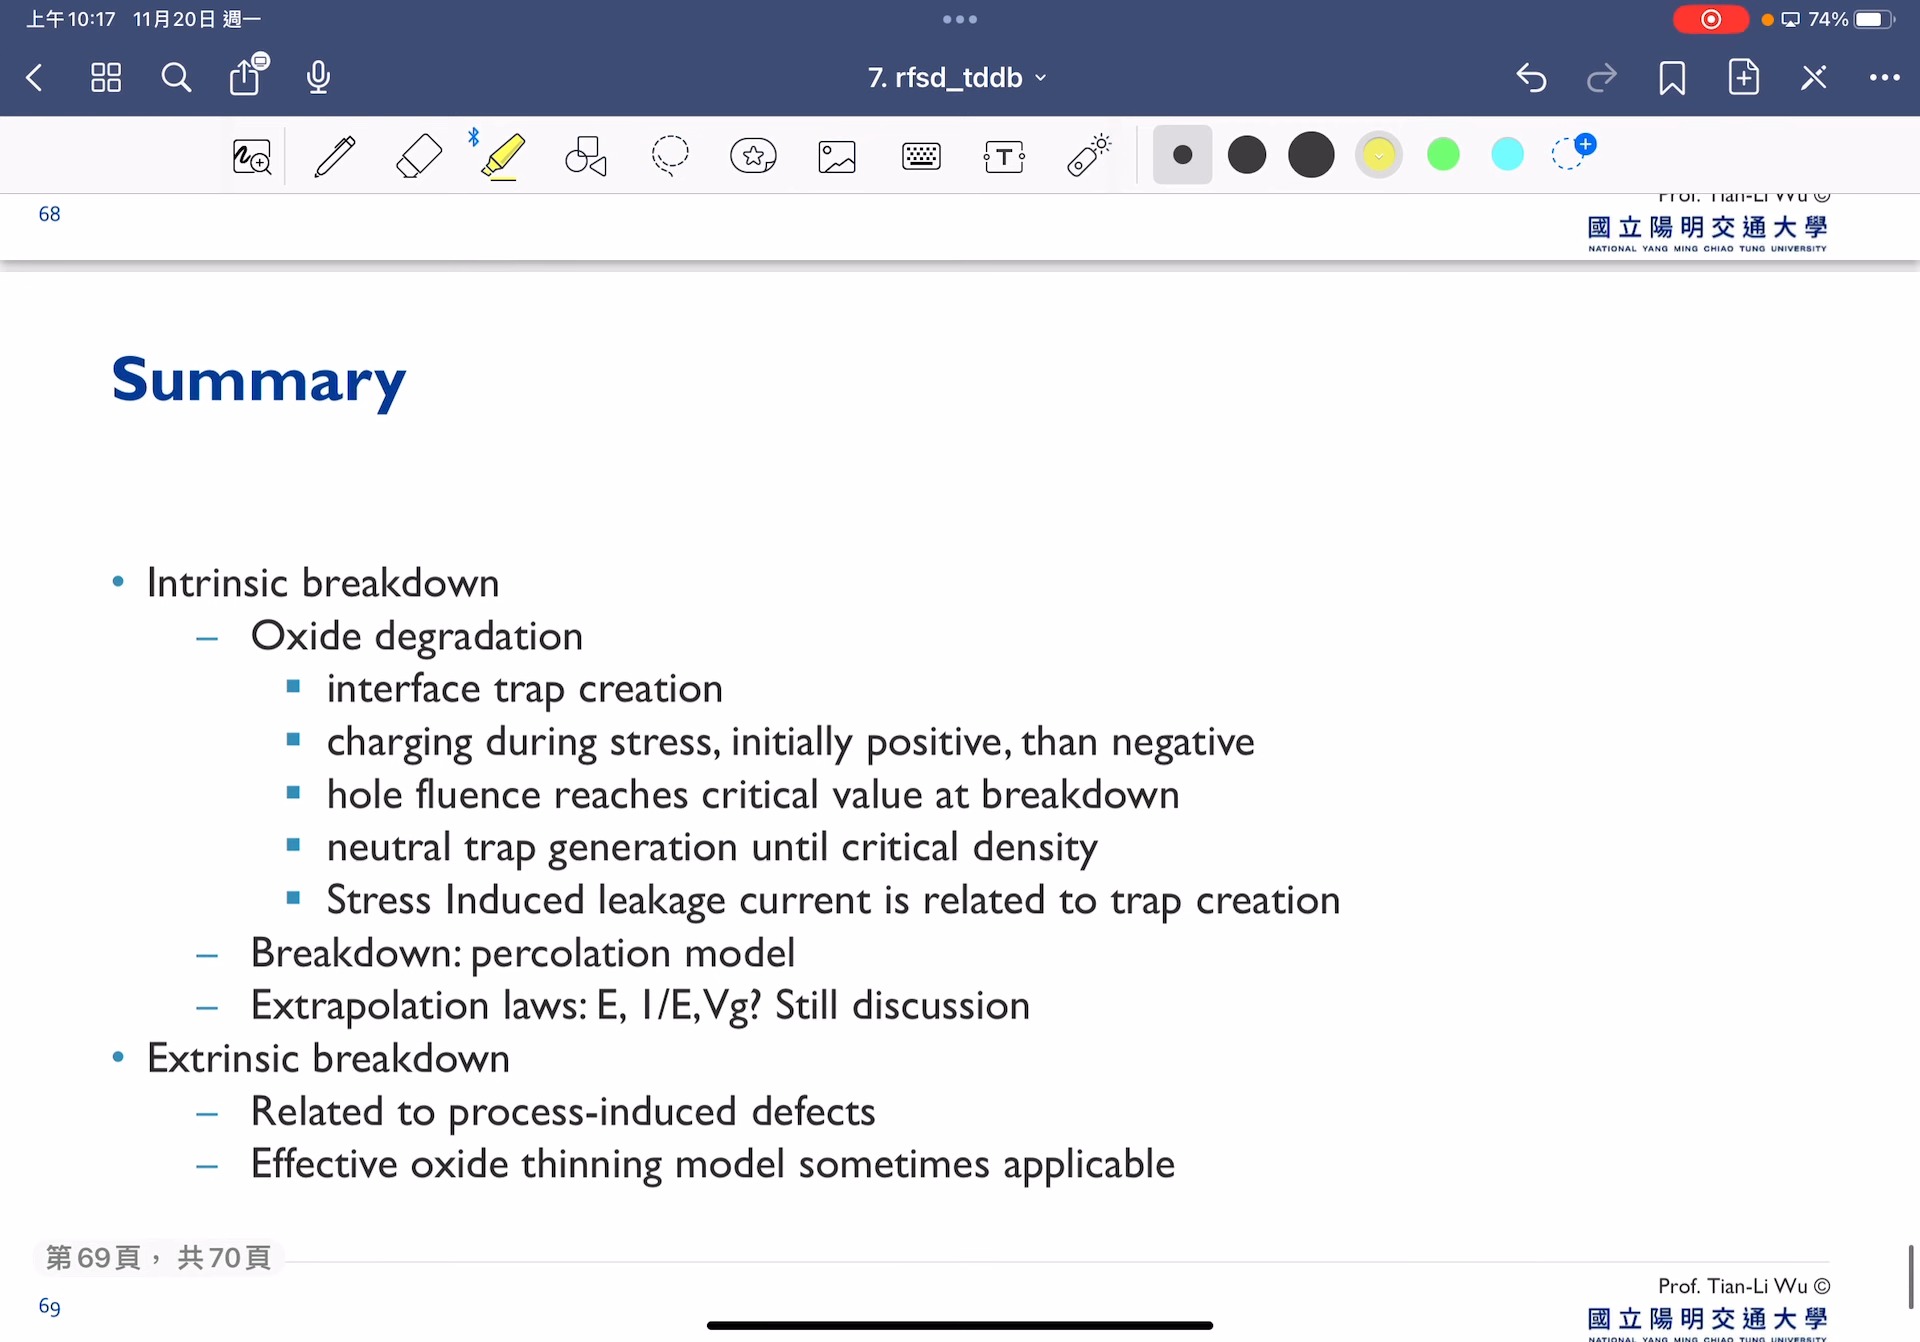 上午10:17 11月20日 週一
74%
7. rfsd_tddb
T
68
Prof. Tian-Li Wu ©
國立陽明交通大學
NATIONAL YANG MING CHIAO TUNG UNIVERSITY
Summary
• Intrinsic breakdown
– Oxide degradation
▪ interface trap creation
▪ charging during stress, initially positive, than negative
▪ hole fluence reaches critical value at breakdown
▪ neutral trap generation until critical density
▪ Stress Induced leakage current is related to trap creation
– Breakdown: percolation model
– Extrapolation laws: E, 1/E, Vg? Still discussion
• Extrinsic breakdown
– Related to process-induced defects
– Effective oxide thinning model sometimes applicable
第69頁，共70頁
Prof. Tian-Li Wu ©
69
國立陽明交通大學
NATIONAL YANG MING CHIAO TUNG UNIVERSITY